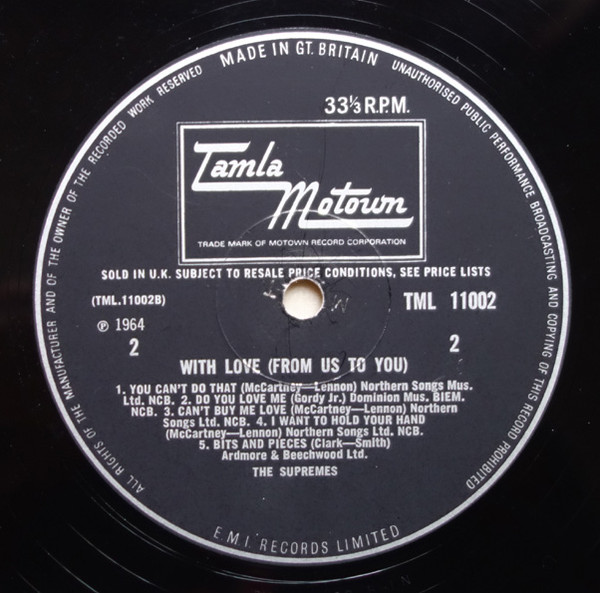 MADE IN GT. BRITAIN
UNAUTHORISED PUBLIC PERFORMANCE BROADCASTING AND COPYING OF THIS RECORD PROHIBITED
ALL RIGHTS OF THE MANUFACTURER AND OF THE OWNER OF THE RECORDED WORK RESERVED
33⅓ R.P.M.
Tamla
Motown
TRADE MARK OF MOTOWN RECORD CORPORATION
SOLD IN U.K. SUBJECT TO RESALE PRICE CONDITIONS, SEE PRICE LISTS
(TML.11002B)
TML 11002
℗ 1964
2
2
WITH LOVE (FROM US TO YOU)
1. YOU CAN'T DO THAT (McCartney—Lennon) Northern Songs Mus.
Ltd. NCB. 2. DO YOU LOVE ME (Gordy Jr.) Dominion Mus. BIEM.
NCB. 3. CAN'T BUY ME LOVE (McCartney—Lennon) Northern
Songs Ltd. NCB. 4. I WANT TO HOLD YOUR HAND
(McCartney—Lennon) Northern Songs Ltd. NCB.
5. BITS AND PIECES (Clark—Smith)
Ardmore & Beechwood Ltd.
THE SUPREMES
E.M.I. RECORDS LIMITED